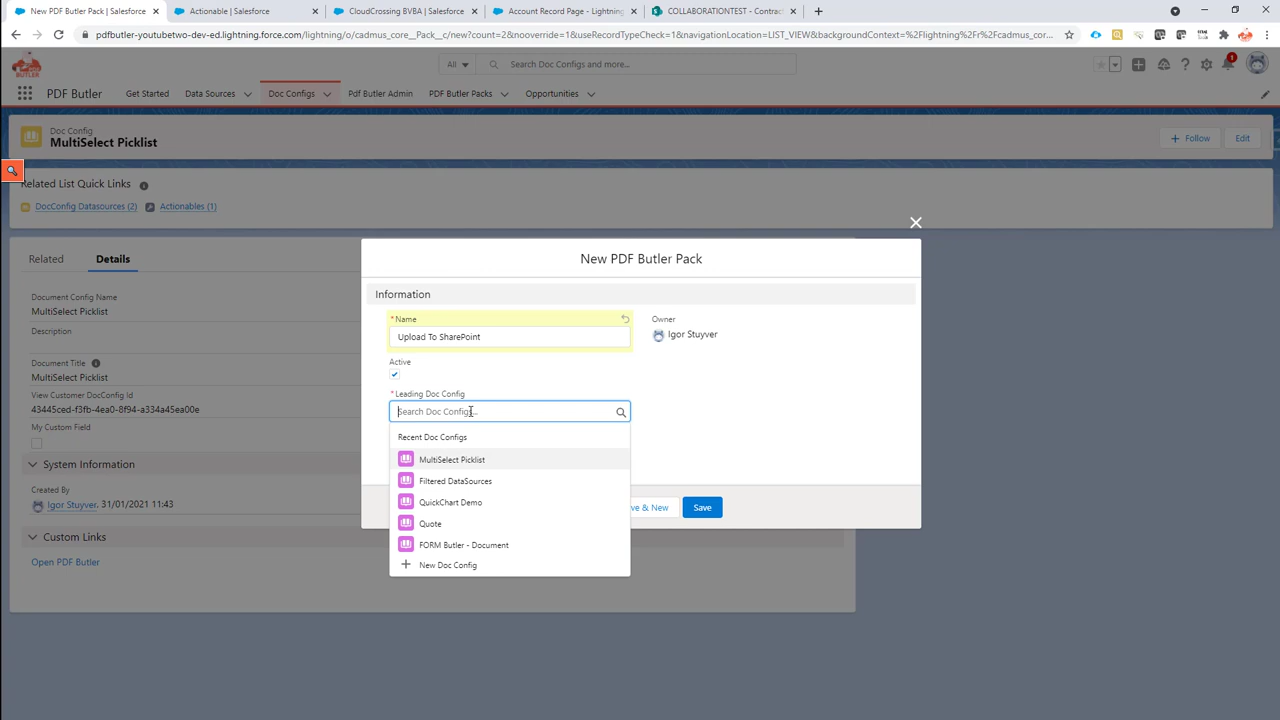 New PDF Butler Pack | Salesforce
Actionable | Salesforce
CloudCrossing BVBA | Salesforce
Account Record Page - Lightning
COLLABORATIONTEST - Contract
pdfbutler-youtubetwo-dev-ed.lightning.force.com/lightning/o/cadmus_core__Pack__c/new?count=2&nooverride=1&useRecordTypeCheck=1&navigationLocation=LIST_VIEW&backgroundContext=%2Flightning%2Fr%2Fcadmus_cor...
All
Search Doc Configs and more...
1
PDF Butler
Get Started
Data Sources
Doc Configs
Pdf Butler Admin
PDF Butler Packs
Opportunities
Doc Config
MultiSelect Picklist
Follow
Edit
Related List Quick Links
DocConfig Datasources (2)
Actionables (1)
Related
Details
Document Config Name
MultiSelect Picklist
Description
Document Title
MultiSelect Picklist
View Customer DocConfig Id
43445ced-f3fb-4ea0-8f94-a334a45ea00e
My Custom Field
System Information
Created By
Igor Stuyver, 31/01/2021 11:43
Custom Links
Open PDF Butler
New PDF Butler Pack
Information
*Name
Upload To SharePoint
Owner
Igor Stuyver
Active
*Leading Doc Config
Search Doc Configs...
Recent Doc Configs
MultiSelect Picklist
Filtered DataSources
QuickChart Demo
Quote
FORM Butler - Document
New Doc Config
ve & New
Save